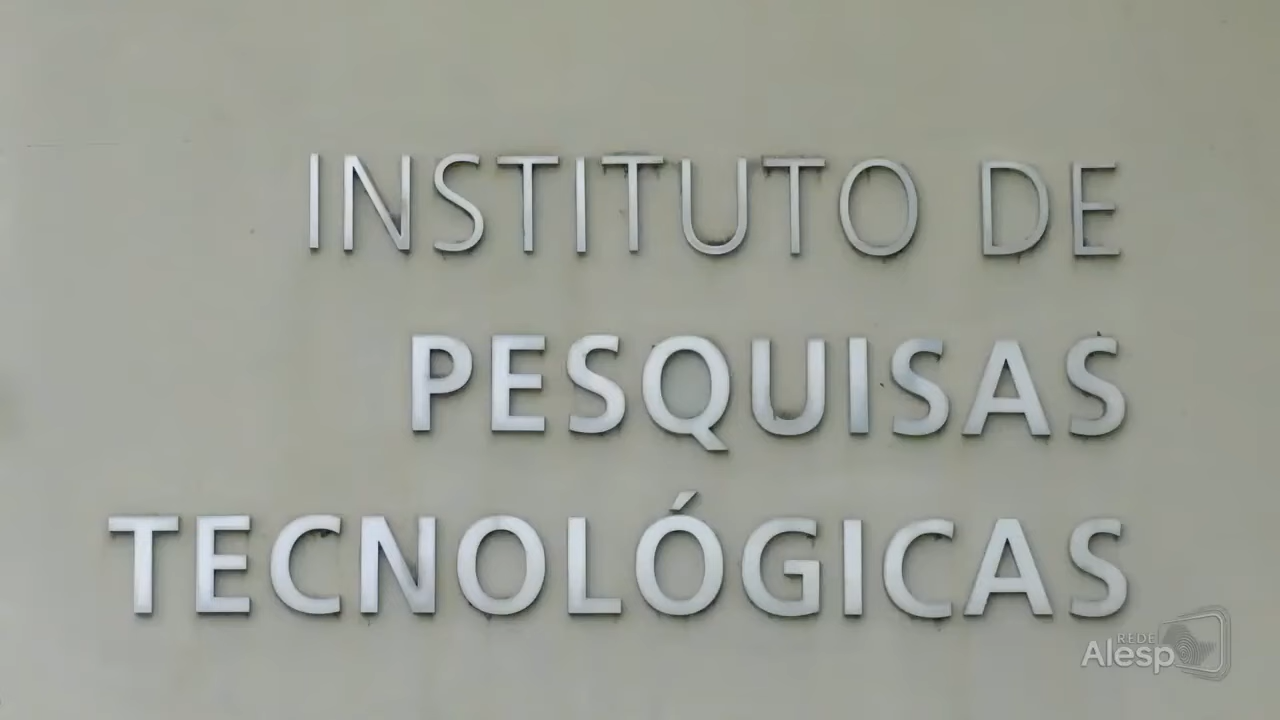 INSTITUTO DE
PESQUISAS
TECNOLÓGICAS
REDE
Alesp